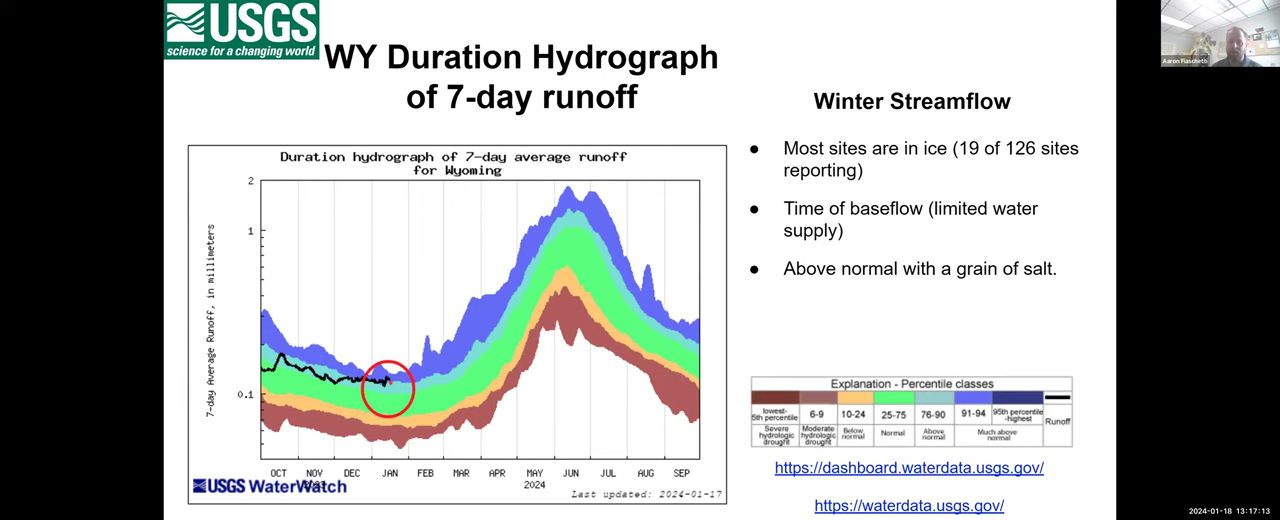 USGS
science for a changing world
WY Duration Hydrograph
of 7-day runoff
Duration hydrograph of 7-day average runoff
for Wyoming
7-day Average Runoff, in millimeters
2
1
0.1
OCT NOV DEC JAN FEB MAR APR MAY JUN JUL AUG SEP
2024
USGS WaterWatch
Last updated: 2024-01-17
Winter Streamflow
● Most sites are in ice (19 of 126 sites
reporting)
● Time of baseflow (limited water
supply)
● Above normal with a grain of salt.
Explanation - Percentile classes
lowest- 5th percentile 6-9 10-24 25-75 76-90 91-94 95th percentile -highest Runoff
Severe hydrologic drought Moderate hydrologic drought Below normal Normal Above normal Much above normal
https://dashboard.waterdata.usgs.gov/
https://waterdata.usgs.gov/
Aaron Fiaschetti
2024-01-18 13:17:13